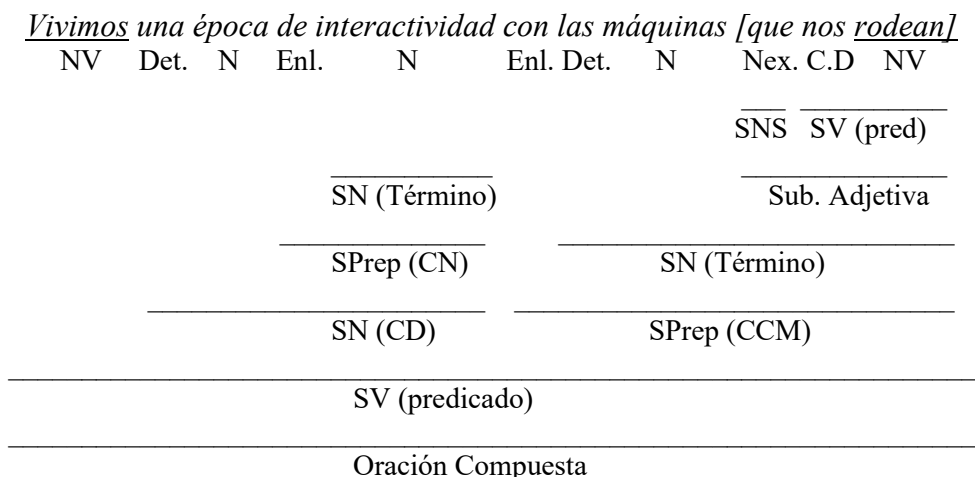 Vivimos una época de interactividad con las máquinas [que nos rodean]
NV Det. N Enl. N Enl. Det. N Nex. C.D NV
SNS SV (pred)
SN (Término) Sub. Adjetiva
SPrep (CN) SN (Término)
SN (CD) SPrep (CCM)
SV (predicado)
Oración Compuesta